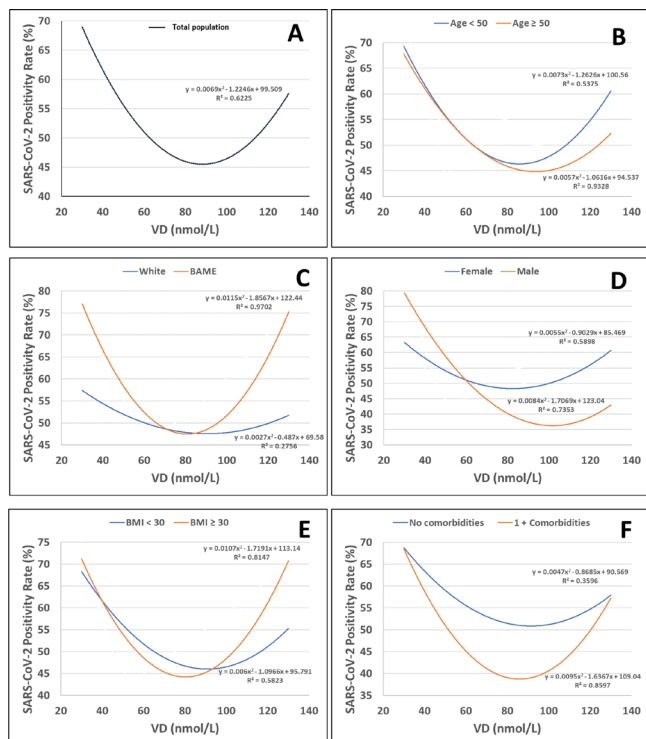 Total population
A
SARS-CoV-2 Positivity Rate (%)
70
65
60
55
50
45
40
y = 0.0069x² - 1.2246x + 99.509
R² = 0.6225
20 40 60 80 100 120 140
VD (nmol/L)
Age < 50 Age ≥ 50
B
SARS-CoV-2 Positivity Rate (%)
70
65
60
55
50
45
40
y = 0.0073x² - 1.2626x + 100.56
R² = 0.5375
y = 0.0057x² - 1.0616x + 94.537
R² = 0.9328
20 40 60 80 100 120 140
VD (nmol/L)
White BAME
C
SARS-CoV-2 Positivity Rate (%)
80
75
70
65
60
55
50
45
y = 0.0115x² - 1.8567x + 122.44
R² = 0.9702
y = 0.0027x² - 0.487x + 69.58
R² = 0.2756
20 40 60 80 100 120 140
VD (nmol/L)
Female Male
D
SARS-CoV-2 Positivity Rate (%)
80
75
70
65
60
55
50
45
40
35
30
y = 0.0055x² - 0.9029x + 85.469
R² = 0.5898
y = 0.0084x² - 1.7069x + 123.04
R² = 0.7353
20 40 60 80 100 120 140
VD (nmol/L)
BMI < 30 BMI ≥ 30
E
SARS-CoV-2 Positivity Rate (%)
75
70
65
60
55
50
45
40
y = 0.0107x² - 1.7191x + 113.14
R² = 0.8147
y = 0.006x² - 1.0966x + 95.791
R² = 0.5823
20 40 60 80 100 120 140
VD (nmol/L)
No comorbidities 1 + Comorbidities
F
SARS-CoV-2 Positivity Rate (%)
75
70
65
60
55
50
45
40
35
y = 0.0047x² - 0.8685x + 90.569
R² = 0.3596
y = 0.0095x² - 1.6367x + 109.04
R² = 0.8597
20 40 60 80 100 120 140
VD (nmol/L)